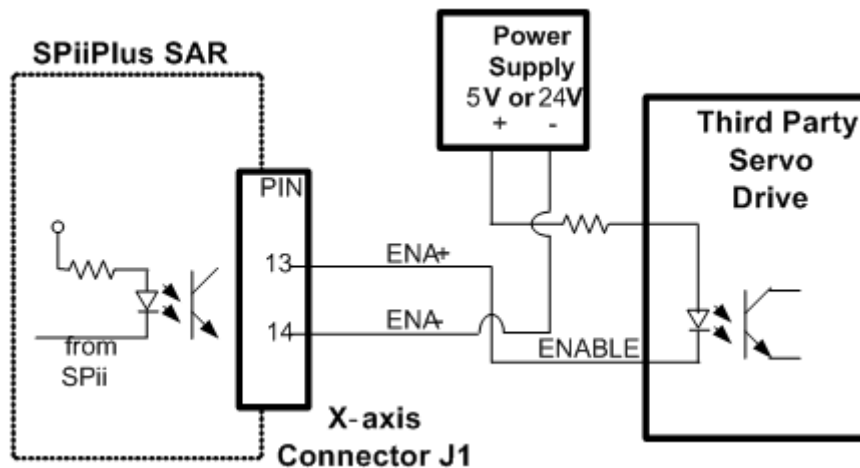 SPiiPlus SAR
Power
Supply
5V or 24V
+ -
Third Party
Servo
Drive
PIN
13
ENA+
14
ENA-
ENABLE
from
SPii
X-axis
Connector J1